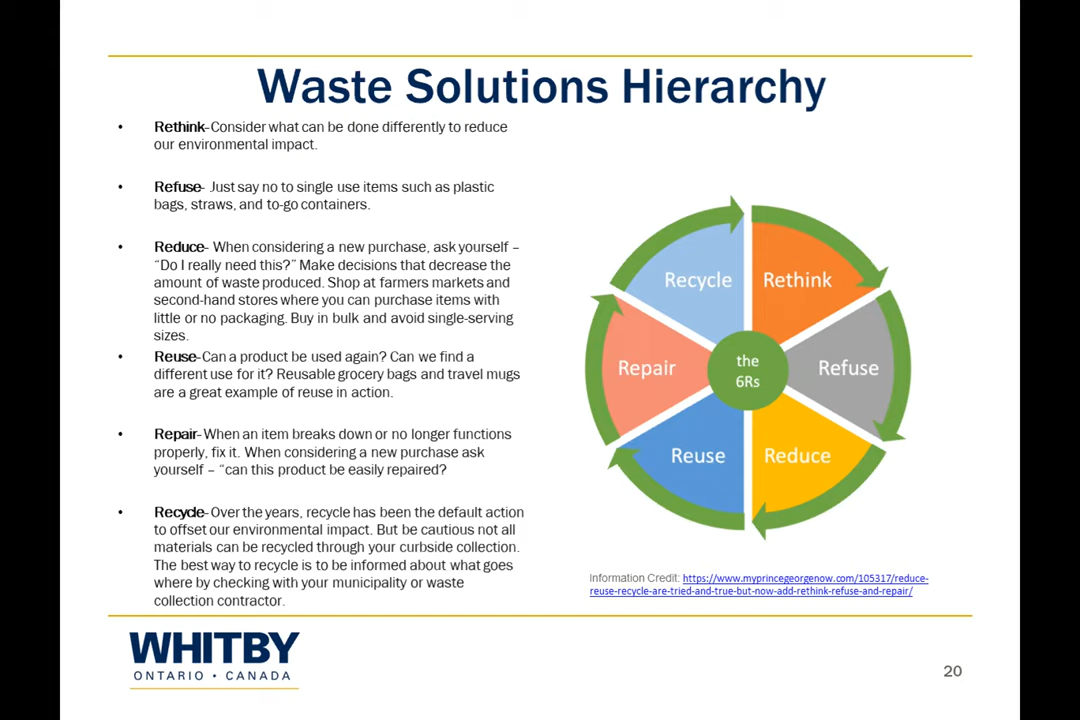 Waste Solutions Hierarchy
• Rethink-Consider what can be done differently to reduce
our environmental impact.
• Refuse- Just say no to single use items such as plastic
bags, straws, and to-go containers.
• Reduce- When considering a new purchase, ask yourself –
“Do I really need this?” Make decisions that decrease the
amount of waste produced. Shop at farmers markets and
second-hand stores where you can purchase items with
little or no packaging. Buy in bulk and avoid single-serving
sizes.
• Reuse-Can a product be used again? Can we find a
different use for it? Reusable grocery bags and travel mugs
are a great example of reuse in action.
• Repair-When an item breaks down or no longer functions
properly, fix it. When considering a new purchase ask
yourself – “can this product be easily repaired?
• Recycle-Over the years, recycle has been the default action
to offset our environmental impact. But be cautious not all
materials can be recycled through your curbside collection.
The best way to recycle is to be informed about what goes
where by checking with your municipality or waste
collection contractor.
Recycle
Rethink
Repair
the
6Rs
Refuse
Reuse
Reduce
Information Credit: https://www.myprincegeorgenow.com/105317/reduce-
reuse-recycle-are-tried-and-true-but-now-add-rethink-refuse-and-repair/
WHITBY
ONTARIO • CANADA
20